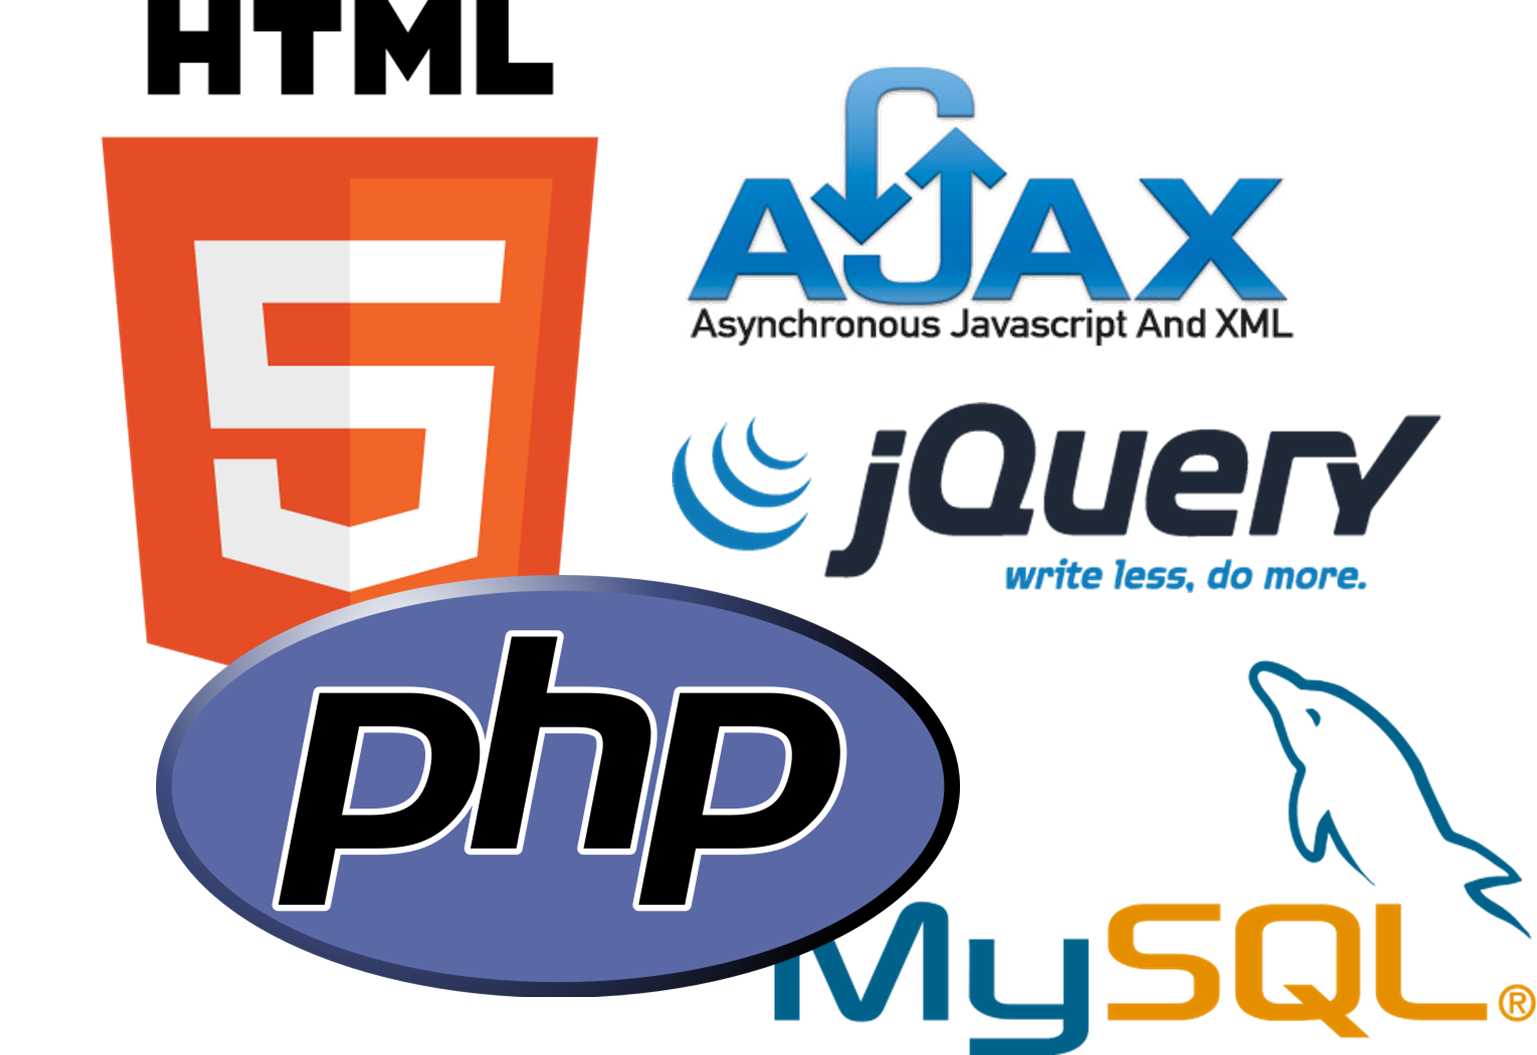 HTML
5
AJAX
Asynchronous Javascript And XML
jQuery
write less, do more.
php
MySQL®